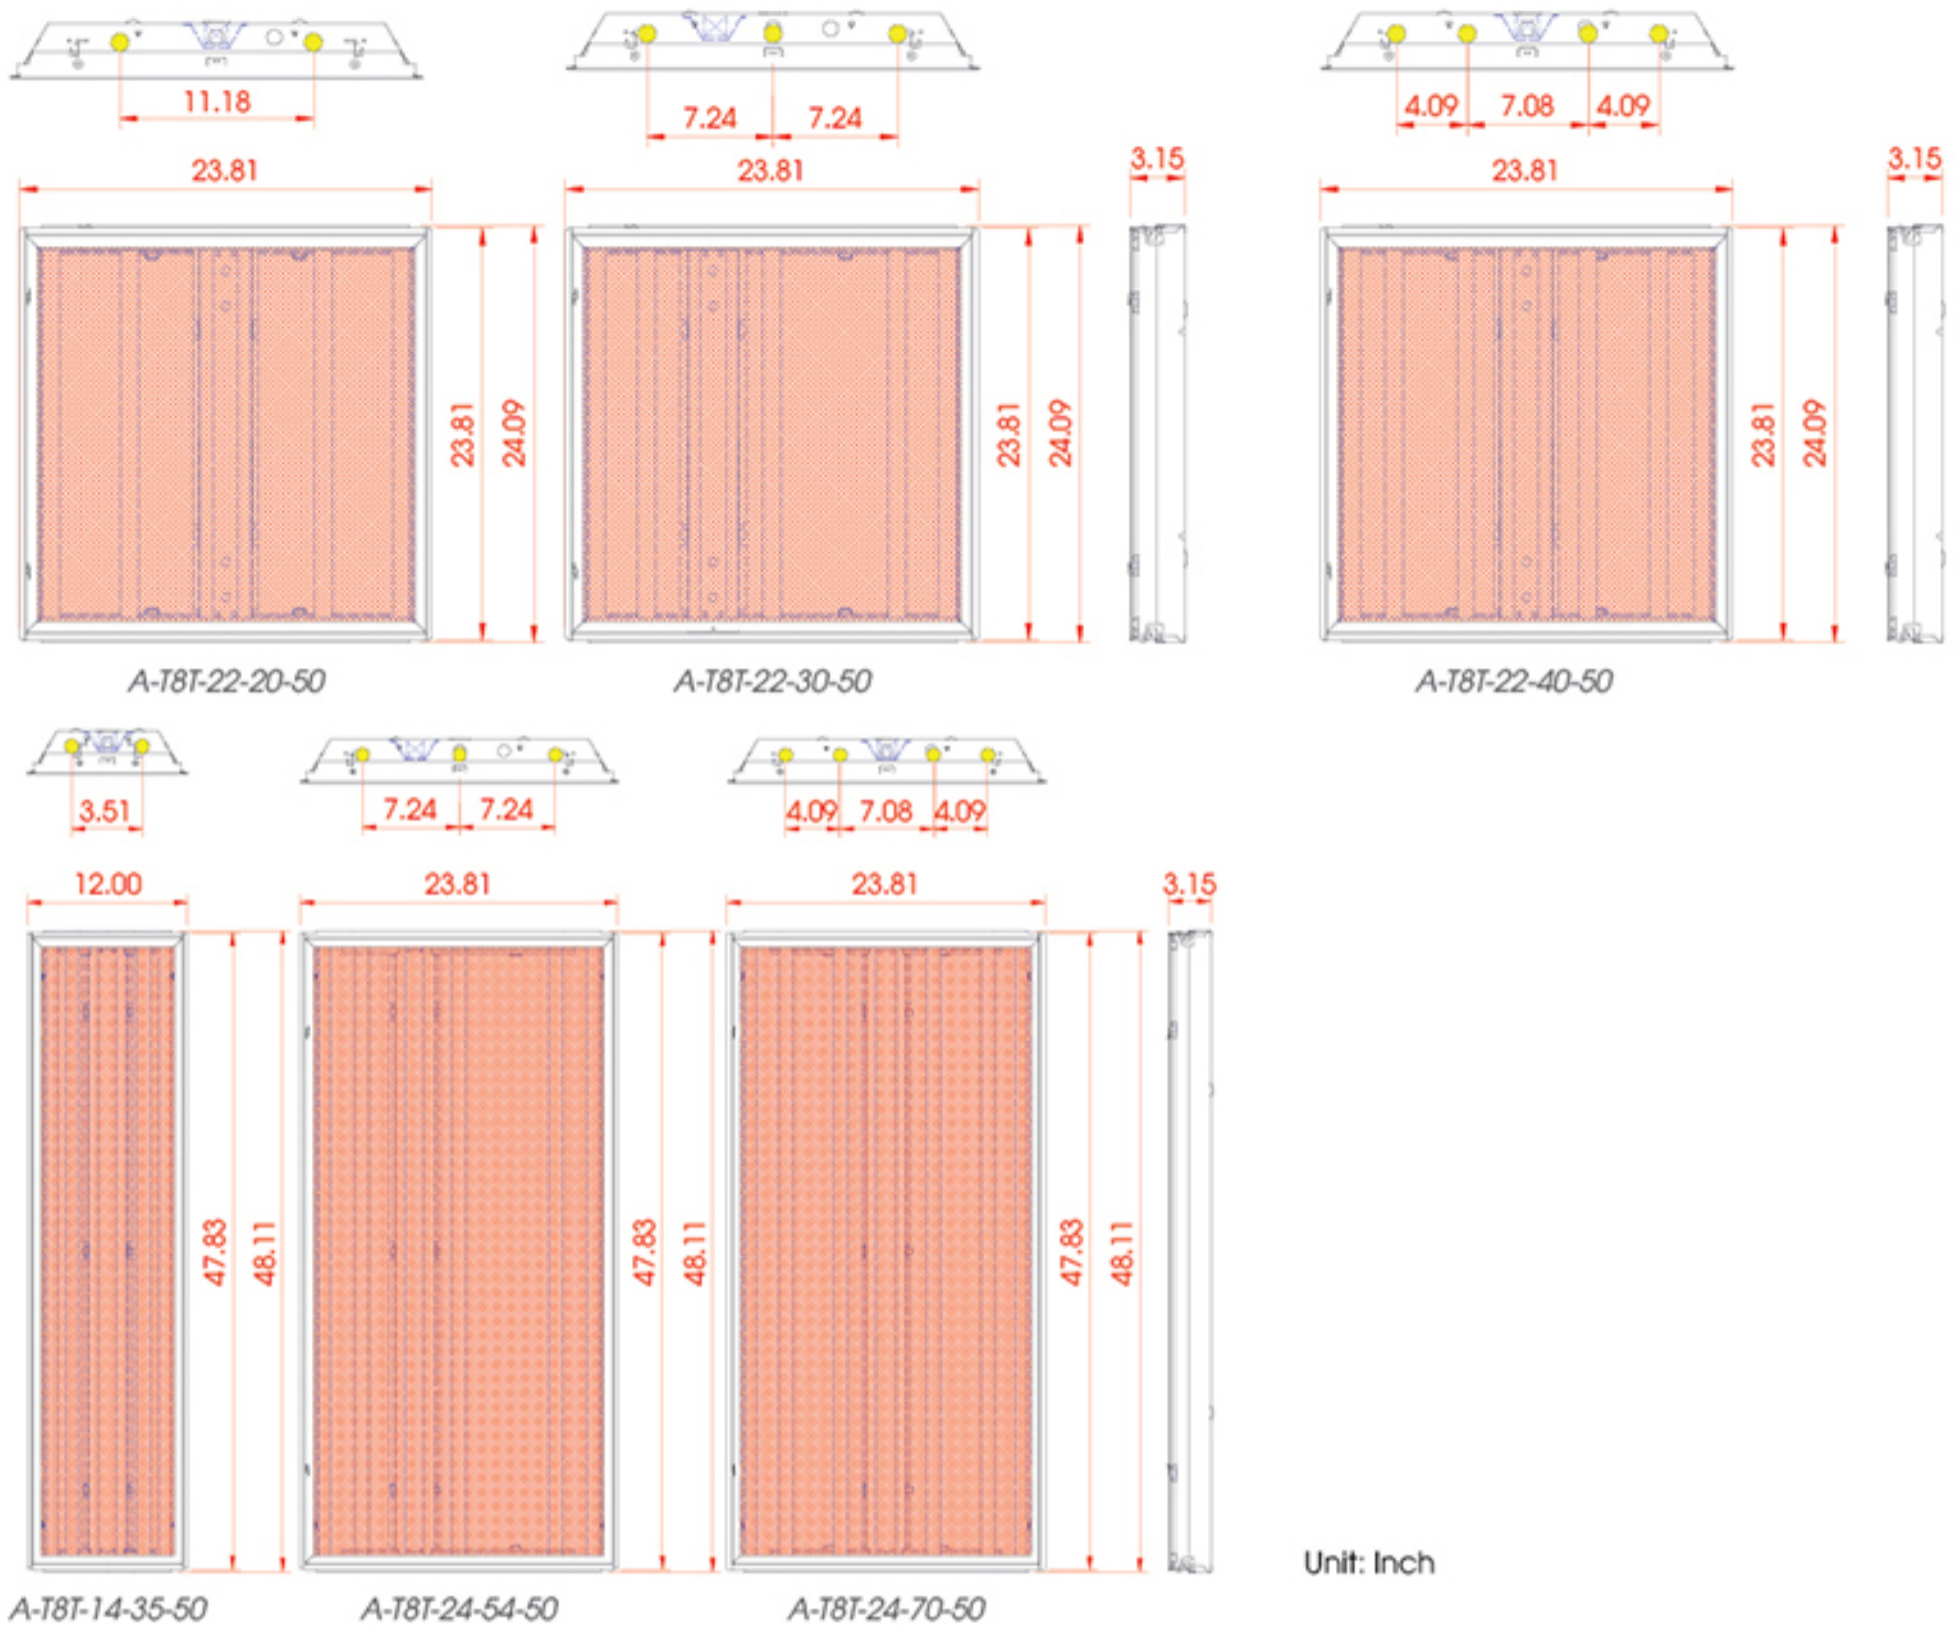 11.18
7.24 7.24
4.09 7.08 4.09
23.81
23.81
3.15
23.81
3.15
23.81
24.09
23.81
24.09
23.81
24.09
A-T8T-22-20-50
A-T8T-22-30-50
A-T8T-22-40-50
3.51
7.24 7.24
4.09 7.08 4.09
12.00
23.81
23.81
3.15
47.83
48.11
47.83
48.11
47.83
48.11
Unit: Inch
A-T8T-14-35-50
A-T8T-24-54-50
A-T8T-24-70-50